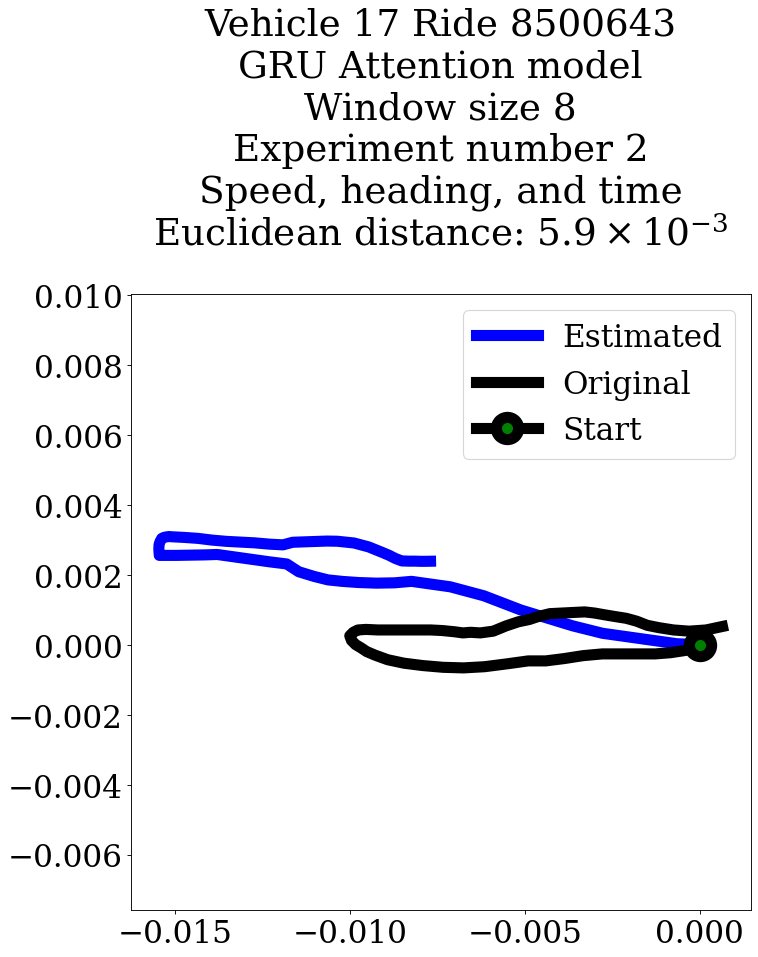 Vehicle 17 Ride 8500643
GRU Attention model
Window size 8
Experiment number 2
Speed, heading, and time
Euclidean distance: 5.9 × 10⁻³
Estimated
Original
Start
0.010
0.008
0.006
0.004
0.002
0.000
−0.002
−0.004
−0.006
−0.015 −0.010 −0.005 0.000